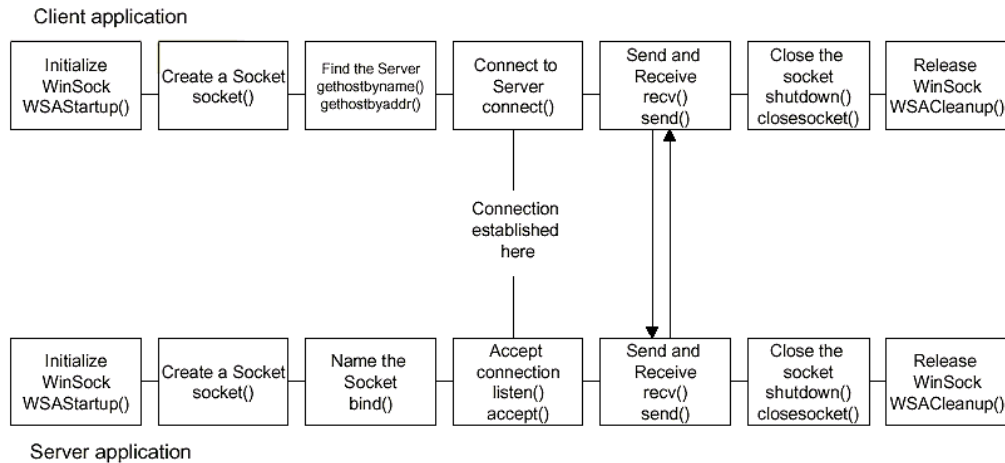 Client application
Initialize
WinSock
WSAStartup()
Create a Socket
socket()
Find the Server
gethostbyname()
gethostbyaddr()
Connect to
Server
connect()
Send and
Receive
recv()
send()
Close the
socket
shutdown()
closesocket()
Release
WinSock
WSACleanup()
Connection
established
here
Initialize
WinSock
WSAStartup()
Create a Socket
socket()
Name the
Socket
bind()
Accept
connection
listen()
accept()
Send and
Receive
recv()
send()
Close the
socket
shutdown()
closesocket()
Release
WinSock
WSACleanup()
Server application